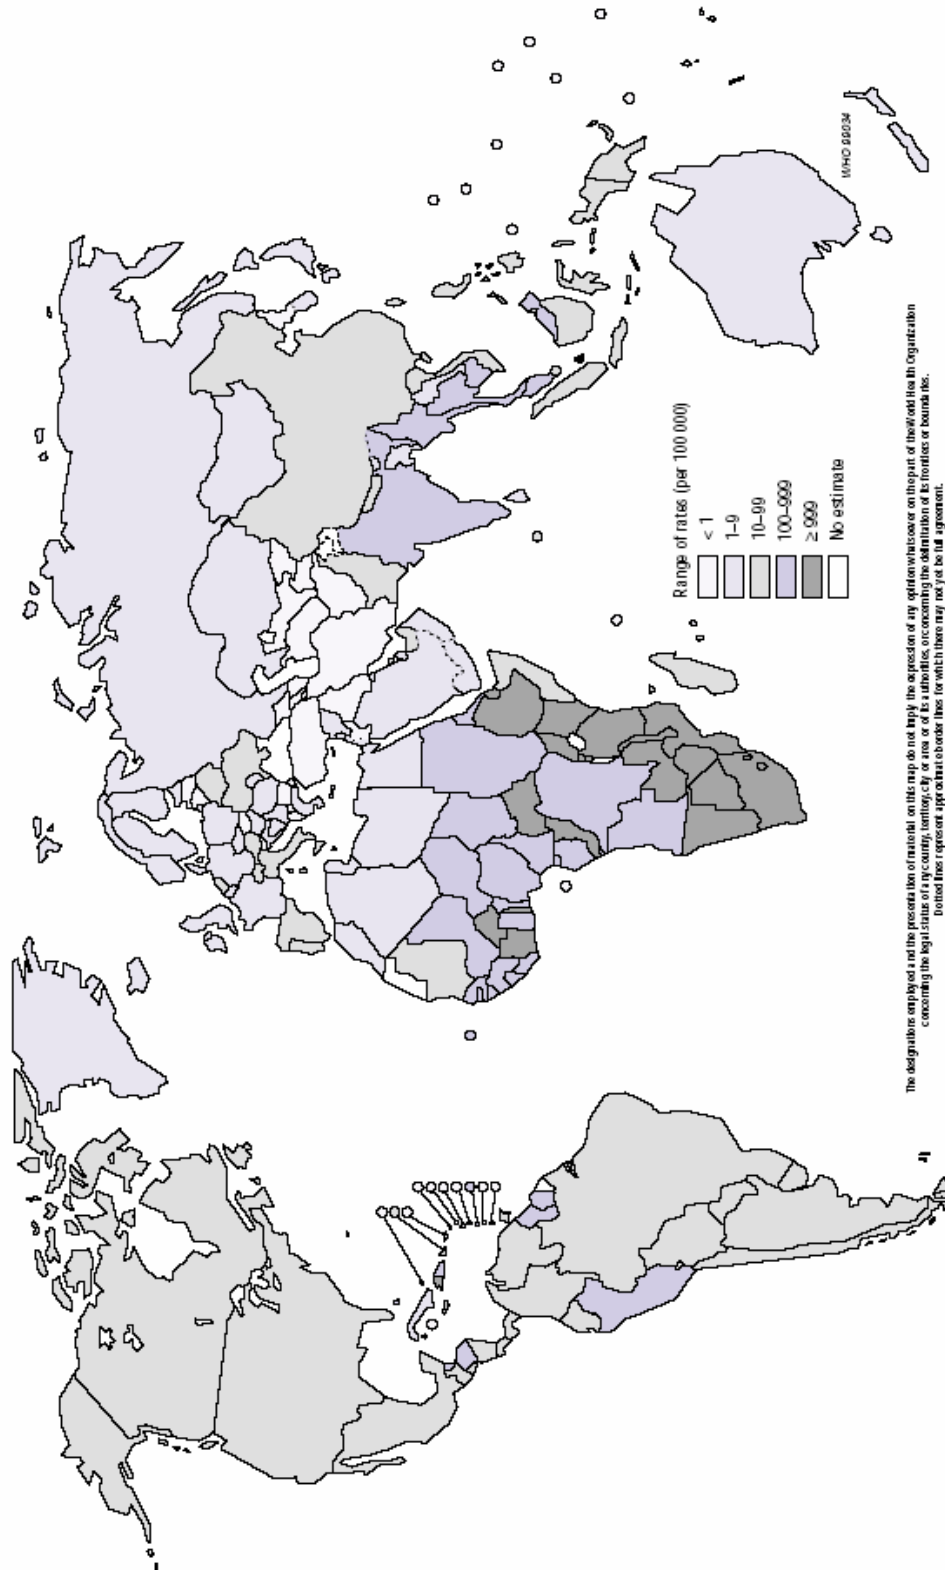 WHO 99034
Range of rates (per 100 000)
< 1
1–9
10–99
100–999
≥ 999
No estimate
The designations employed and the presentation of material on this map do not imply the expression of any opinion whatsoever on the part of the World Health Organization
concerning the legal status of any country, territory, city or area or of its authorities, or concerning the delimitation of its frontiers or boundaries.
Dotted lines represent approximate border lines for which there may not yet be full agreement.